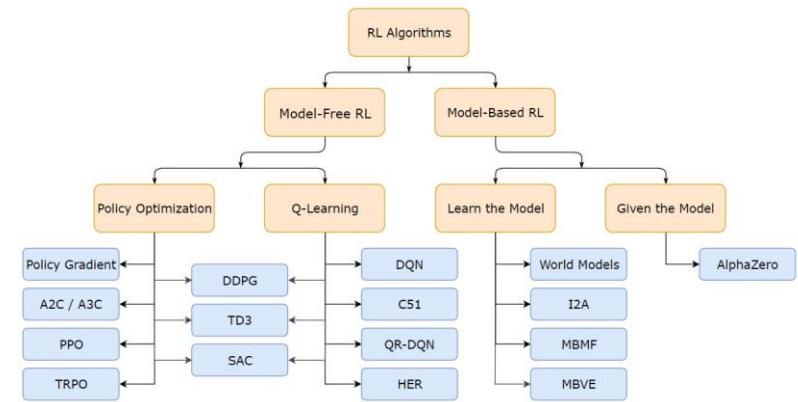 RL Algorithms
Model-Free RL
Model-Based RL
Policy Optimization
Q-Learning
Learn the Model
Given the Model
Policy Gradient
DDPG
DQN
World Models
AlphaZero
A2C / A3C
TD3
C51
I2A
PPO
SAC
QR-DQN
MBMF
TRPO
HER
MBVE